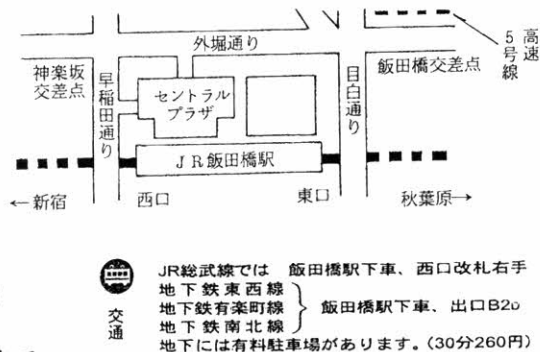 高速
5号線
外堀通り
神楽坂
交差点
早稲田通り
セントラル
プラザ
目白通り
飯田橋交差点
JR飯田橋駅
←新宿
西口
東口
秋葉原→
交通
JR総武線では 飯田橋駅下車、西口改札右手
地下鉄東西線
地下鉄有楽町線
地下鉄南北線
飯田橋駅下車、出口
地下には有料駐車場があります。(30分260円)